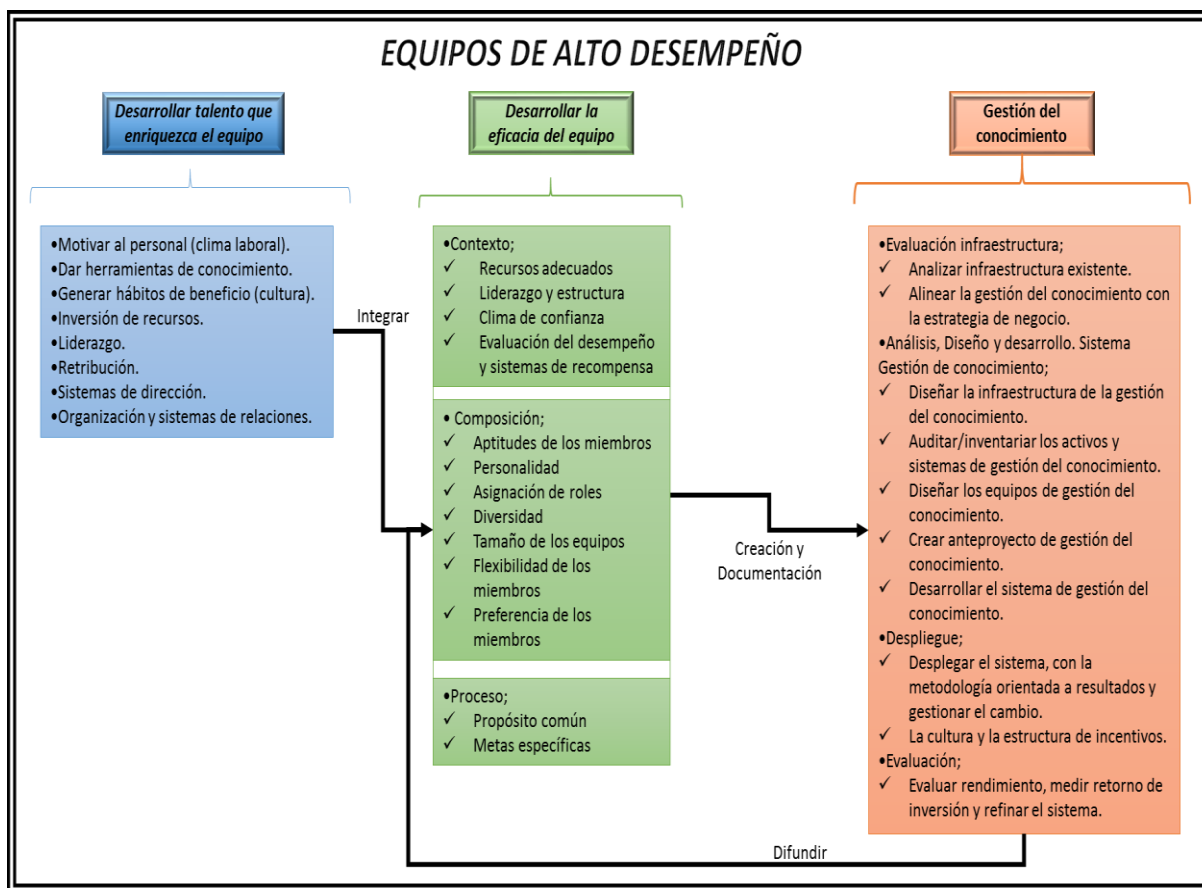 EQUIPOS DE ALTO DESEMPEÑO
Desarrollar talento que
enriquezca el equipo
•Motivar al personal (clima laboral).
•Dar herramientas de conocimiento.
•Generar hábitos de beneficio (cultura).
•Inversión de recursos.
•Liderazgo.
•Retribución.
•Sistemas de dirección.
•Organización y sistemas de relaciones.
Integrar
Desarrollar la
eficacia del equipo
•Contexto;
✓ Recursos adecuados
✓ Liderazgo y estructura
✓ Clima de confianza
✓ Evaluación del desempeño
y sistemas de recompensa
• Composición;
✓ Aptitudes de los miembros
✓ Personalidad
✓ Asignación de roles
✓ Diversidad
✓ Tamaño de los equipos
✓ Flexibilidad de los
miembros
✓ Preferencia de los
miembros
•Proceso;
✓ Propósito común
✓ Metas específicas
Creación y
Documentación
Gestión del
conocimiento
•Evaluación infraestructura;
✓ Analizar infraestructura existente.
✓ Alinear la gestión del conocimiento con
la estrategia de negocio.
•Análisis, Diseño y desarrollo. Sistema
Gestión de conocimiento;
✓ Diseñar la infraestructura de la gestión
del conocimiento.
✓ Auditar/inventariar los activos y
sistemas de gestión del conocimiento.
✓ Diseñar los equipos de gestión del
conocimiento.
✓ Crear anteproyecto de gestión del
conocimiento.
✓ Desarrollar el sistema de gestión del
conocimiento.
•Despliegue;
✓ Desplegar el sistema, con la
metodología orientada a resultados y
gestionar el cambio.
✓ La cultura y la estructura de incentivos.
•Evaluación;
✓ Evaluar rendimiento, medir retorno de
inversión y refinar el sistema.
Difundir